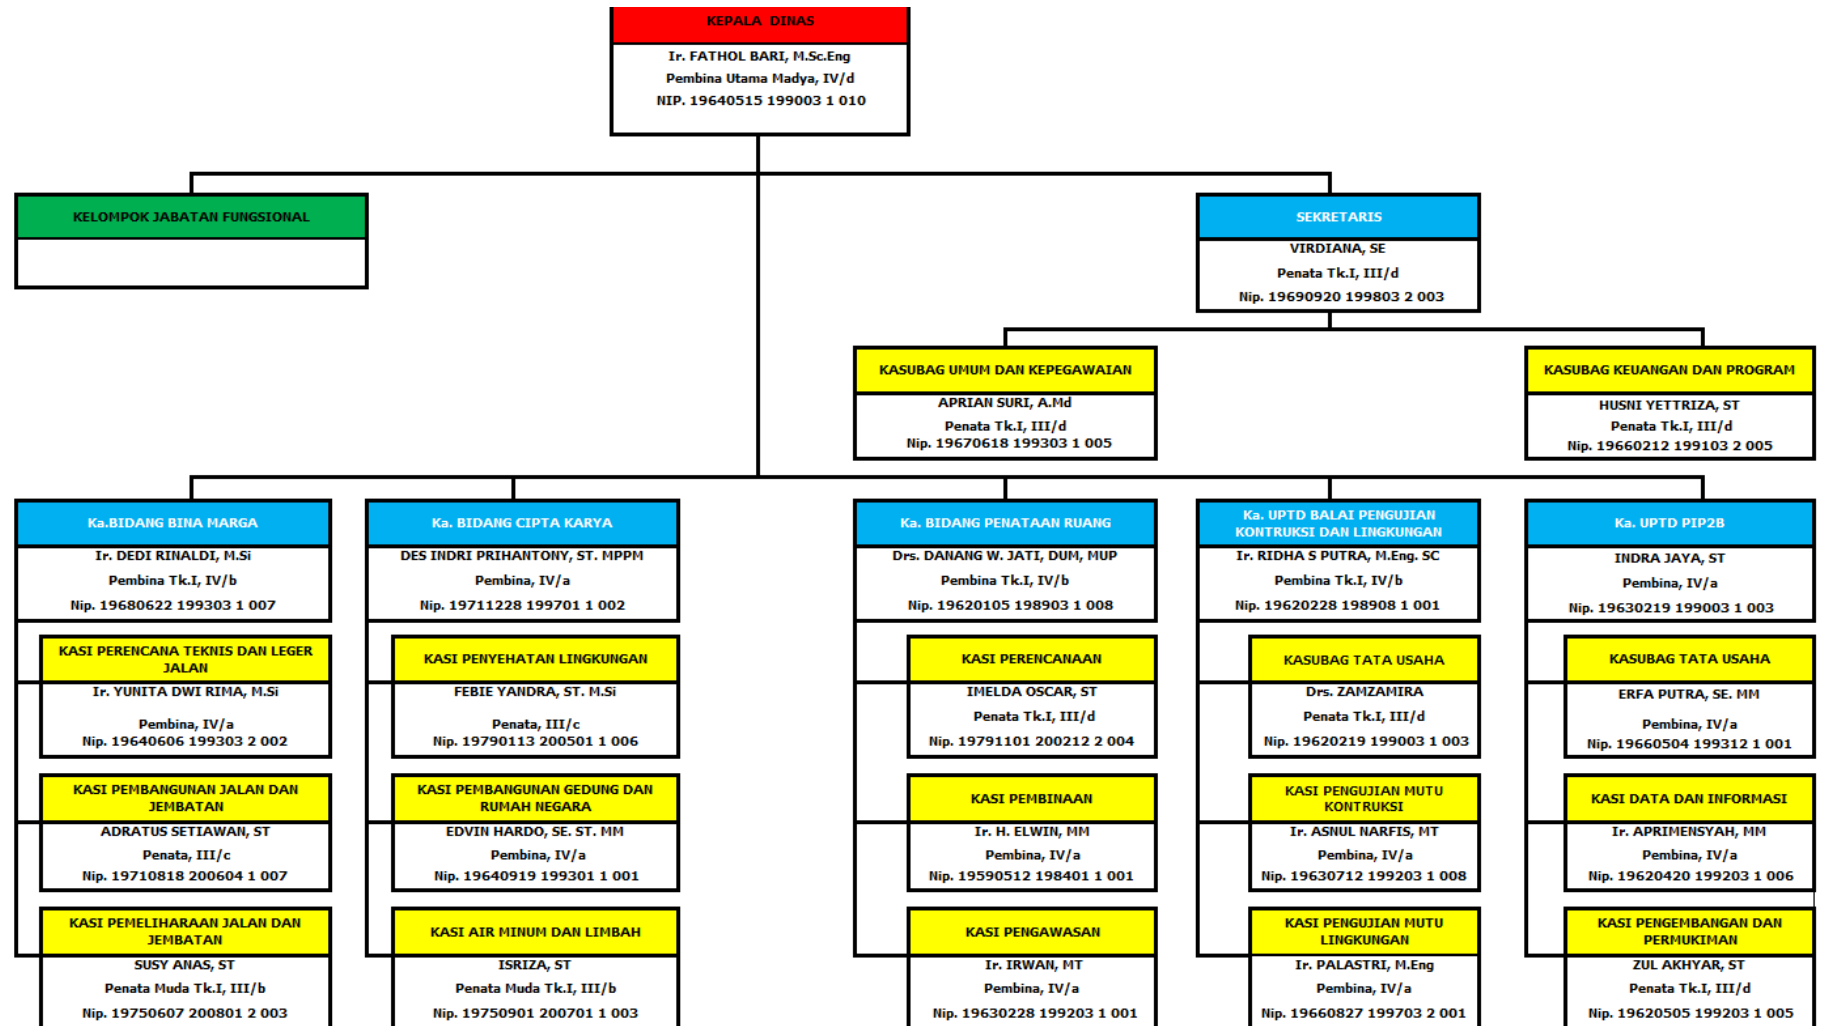 KEPALA  DINAS
Ir. FATHOL BARI, M.Sc.Eng
Pembina Utama Madya, IV/d
NIP. 19640515 199003 1 010
KELOMPOK JABATAN FUNGSIONAL
SEKRETARIS
VIRDIANA, SE
Penata Tk.I, III/d
Nip. 19690920 199803 2 003
KASUBAG UMUM DAN KEPEGAWAIAN
APRIAN SURI, A.Md
Penata Tk.I, III/d
Nip. 19670618 199303 1 005
KASUBAG KEUANGAN DAN PROGRAM
HUSNI YETTRIZA, ST
Penata Tk.I, III/d
Nip. 19660212 199103 2 005
Ka.BIDANG BINA MARGA
Ir. DEDI RINALDI, M.Si
Pembina Tk.I, IV/b
Nip. 19680622 199303 1 007
KASI PERENCANA TEKNIS DAN LEGER
JALAN
Ir. YUNITA DWI RIMA, M.Si
Pembina, IV/a
Nip. 19640606 199303 2 002
KASI PEMBANGUNAN JALAN DAN
JEMBATAN
ADRATUS SETIAWAN, ST
Penata, III/c
Nip. 19710818 200604 1 007
KASI PEMELIHARAAN JALAN DAN
JEMBATAN
SUSY ANAS, ST
Penata Muda Tk.I, III/b
Nip. 19750607 200801 2 003
Ka. BIDANG CIPTA KARYA
DES INDRI PRIHANTONY, ST. MPPM
Pembina, IV/a
Nip. 19711228 199701 1 002
KASI PENYEHATAN LINGKUNGAN
FEBIE YANDRA, ST. M.Si
Penata, III/c
Nip. 19790113 200501 1 006
KASI PEMBANGUNAN GEDUNG DAN
RUMAH NEGARA
EDVIN HARDO, SE. ST. MM
Pembina, IV/a
Nip. 19640919 199301 1 001
KASI AIR MINUM DAN LIMBAH
ISRIZA, ST
Penata Muda Tk.I, III/b
Nip. 19750901 200701 1 003
Ka. BIDANG PENATAAN RUANG
Drs. DANANG W. JATI, DUM, MUP
Pembina Tk.I, IV/b
Nip. 19620105 198903 1 008
KASI PERENCANAAN
IMELDA OSCAR, ST
Penata Tk.I, III/d
Nip. 19791101 200212 2 004
KASI PEMBINAAN
Ir. H. ELWIN, MM
Pembina, IV/a
Nip. 19590512 198401 1 001
KASI PENGAWASAN
Ir. IRWAN, MT
Pembina, IV/a
Nip. 19630228 199203 1 001
Ka. UPTD BALAI PENGUJIAN
KONTRUKSI DAN LINGKUNGAN
Ir. RIDHA S PUTRA, M.Eng. SC
Pembina Tk.I, IV/b
Nip. 19620228 198908 1 001
KASUBAG TATA USAHA
Drs. ZAMZAMIRA
Penata Tk.I, III/d
Nip. 19620219 199003 1 003
KASI PENGUJIAN MUTU
KONTRUKSI
Ir. ASNUL NARFIS, MT
Pembina, IV/a
Nip. 19630712 199203 1 008
KASI PENGUJIAN MUTU
LINGKUNGAN
Ir. PALASTRI, M.Eng
Pembina, IV/a
Nip. 19660827 199703 2 001
Ka. UPTD PIP2B
INDRA JAYA, ST
Pembina, IV/a
Nip. 19630219 199003 1 003
KASUBAG TATA USAHA
ERFA PUTRA, SE. MM
Pembina, IV/a
Nip. 19660504 199312 1 001
KASI DATA DAN INFORMASI
Ir. APRIMENSYAH, MM
Pembina, IV/a
Nip. 19620420 199203 1 006
KASI PENGEMBANGAN DAN
PERMUKIMAN
ZUL AKHYAR, ST
Penata Tk.I, III/d
Nip. 19620505 199203 1 005